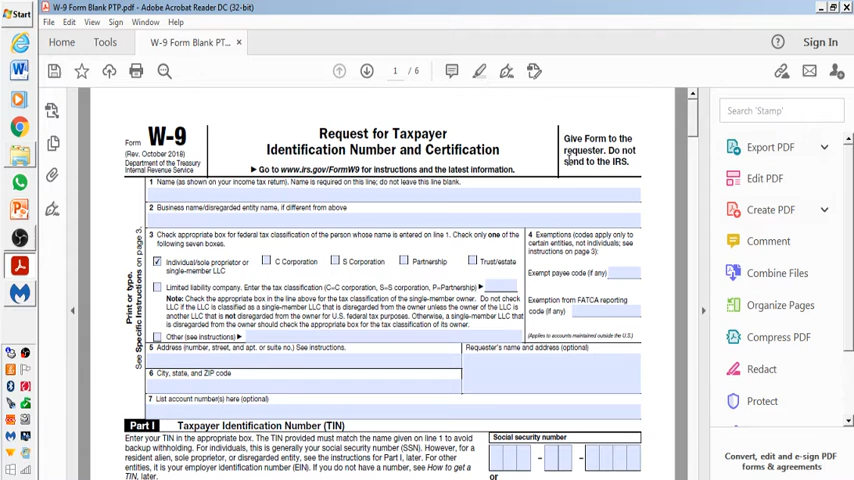 Start
W-9 Form Blank PTP.pdf - Adobe Acrobat Reader DC (32-bit)
File Edit View Sign Window Help
Home Tools W-9 Form Blank PT... × Sign In
1 / 6
Search 'Stamp'
Export PDF
Edit PDF
Create PDF
Comment
Combine Files
Organize Pages
Compress PDF
Redact
Protect
Convert, edit and e-sign PDF
forms & agreements
Form W-9
(Rev. October 2018)
Department of the Treasury
Internal Revenue Service
Request for Taxpayer
Identification Number and Certification
▶ Go to www.irs.gov/FormW9 for instructions and the latest information.
Give Form to the
requester. Do not
send to the IRS.
Print or type.
See Specific Instructions on page 3.
1 Name (as shown on your income tax return). Name is required on this line; do not leave this line blank.
2 Business name/disregarded entity name, if different from above
3 Check appropriate box for federal tax classification of the person whose name is entered on line 1. Check only one of the
following seven boxes.
Individual/sole proprietor or
single-member LLC
C Corporation
S Corporation
Partnership
Trust/estate
Limited liability company. Enter the tax classification (C=C corporation, S=S corporation, P=Partnership) ▶
Note: Check the appropriate box in the line above for the tax classification of the single-member owner. Do not check
LLC if the LLC is classified as a single-member LLC that is disregarded from the owner unless the owner of the LLC is
another LLC that is not disregarded from the owner for U.S. federal tax purposes. Otherwise, a single-member LLC that
is disregarded from the owner should check the appropriate box for the tax classification of its owner.
Other (see instructions) ▶
4 Exemptions (codes apply only to
certain entities, not individuals; see
instructions on page 3):
Exempt payee code (if any)
Exemption from FATCA reporting
code (if any)
(Applies to accounts maintained outside the U.S.)
5 Address (number, street, and apt. or suite no.) See instructions.
Requester's name and address (optional)
6 City, state, and ZIP code
7 List account number(s) here (optional)
Part I Taxpayer Identification Number (TIN)
Enter your TIN in the appropriate box. The TIN provided must match the name given on line 1 to avoid
backup withholding. For individuals, this is generally your social security number (SSN). However, for a
resident alien, sole proprietor, or disregarded entity, see the instructions for Part I, later. For other
entities, it is your employer identification number (EIN). If you do not have a number, see How to get a
TIN, later.
Social security number
– –
or